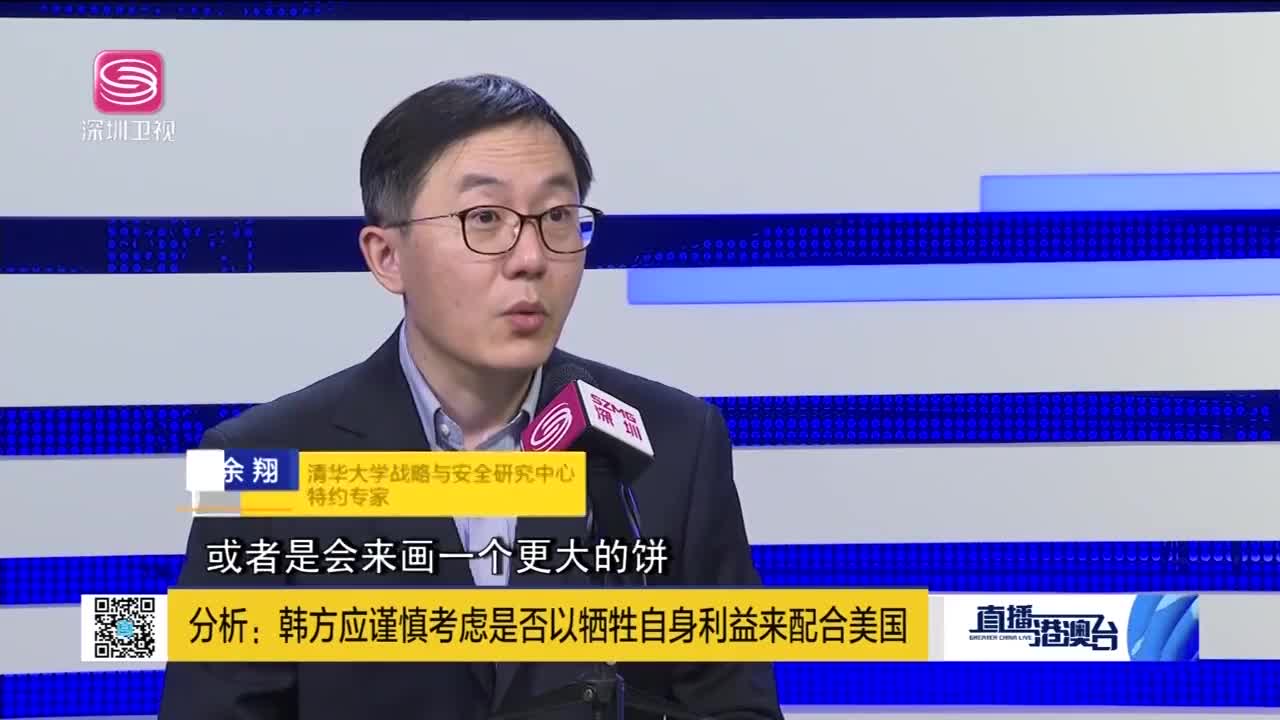 深圳卫视
SZMG
深圳
余翔
清华大学战略与安全研究中心
特约专家
或者是会来画一个更大的饼
分析：韩方应谨慎考虑是否以牺牲自身利益来配合美国
直播港澳台
GREATER CHINA LIVE